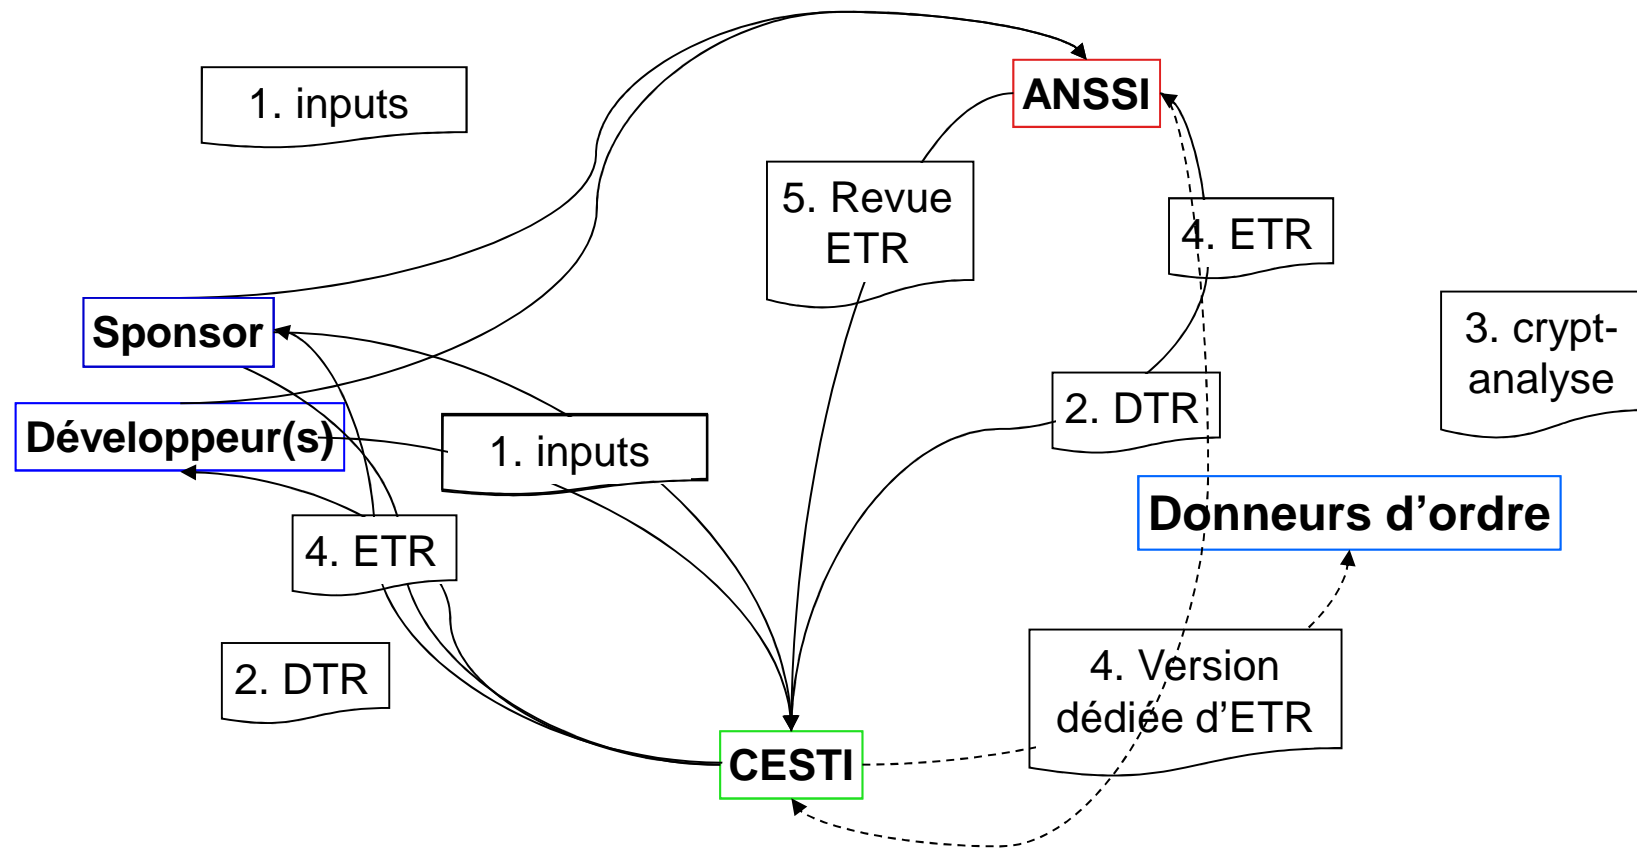 1. inputs
ANSSI
5. Revue
ETR
4. ETR
Sponsor
3. crypt-
analyse
2. DTR
Développeur(s)
1. inputs
Donneurs d’ordre
4. ETR
2. DTR
4. Version
dédiée d’ETR
CESTI